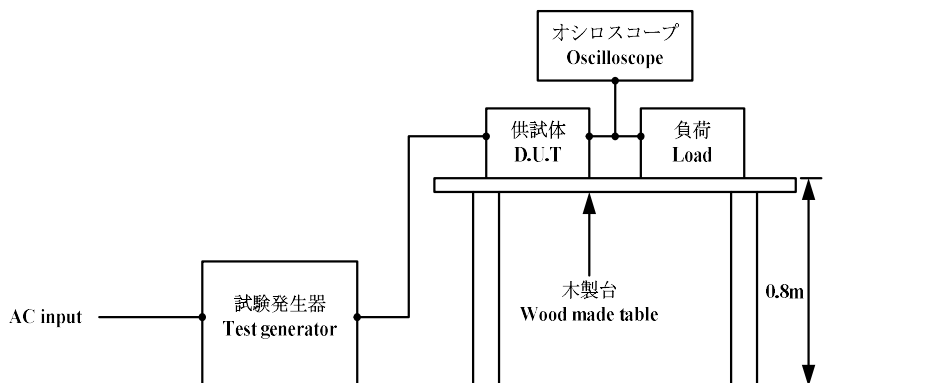 オシロスコープ
Oscilloscope
供試体
D.U.T
負荷
Load
木製台
Wood made table
0.8m
試験発生器
Test generator
AC input